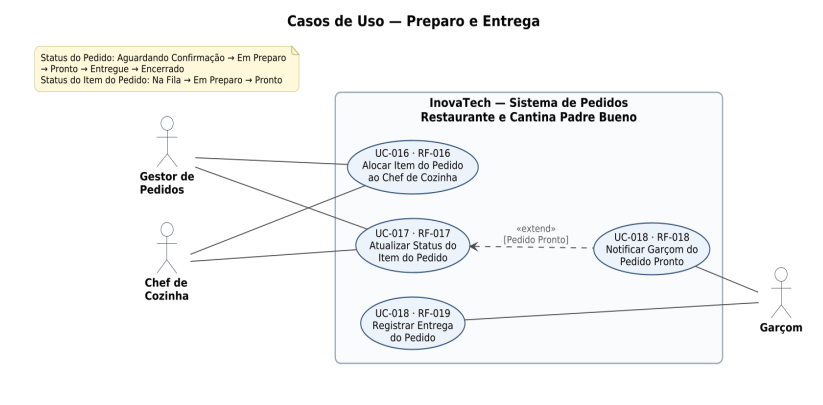 Casos de Uso — Preparo e Entrega
Status do Pedido: Aguardando Confirmação → Em Preparo
→ Pronto → Entregue → Encerrado
Status do Item do Pedido: Na Fila → Em Preparo → Pronto
InovaTech — Sistema de Pedidos
Restaurante e Cantina Padre Bueno
Gestor de
Pedidos
UC-016 · RF-016
Alocar Item do Pedido
ao Chef de Cozinha
Chef de
Cozinha
UC-017 · RF-017
Atualizar Status do
Item do Pedido
«extend»
[Pedido Pronto]
UC-018 · RF-018
Notificar Garçom do
Pedido Pronto
UC-018 · RF-019
Registrar Entrega
do Pedido
Garçom